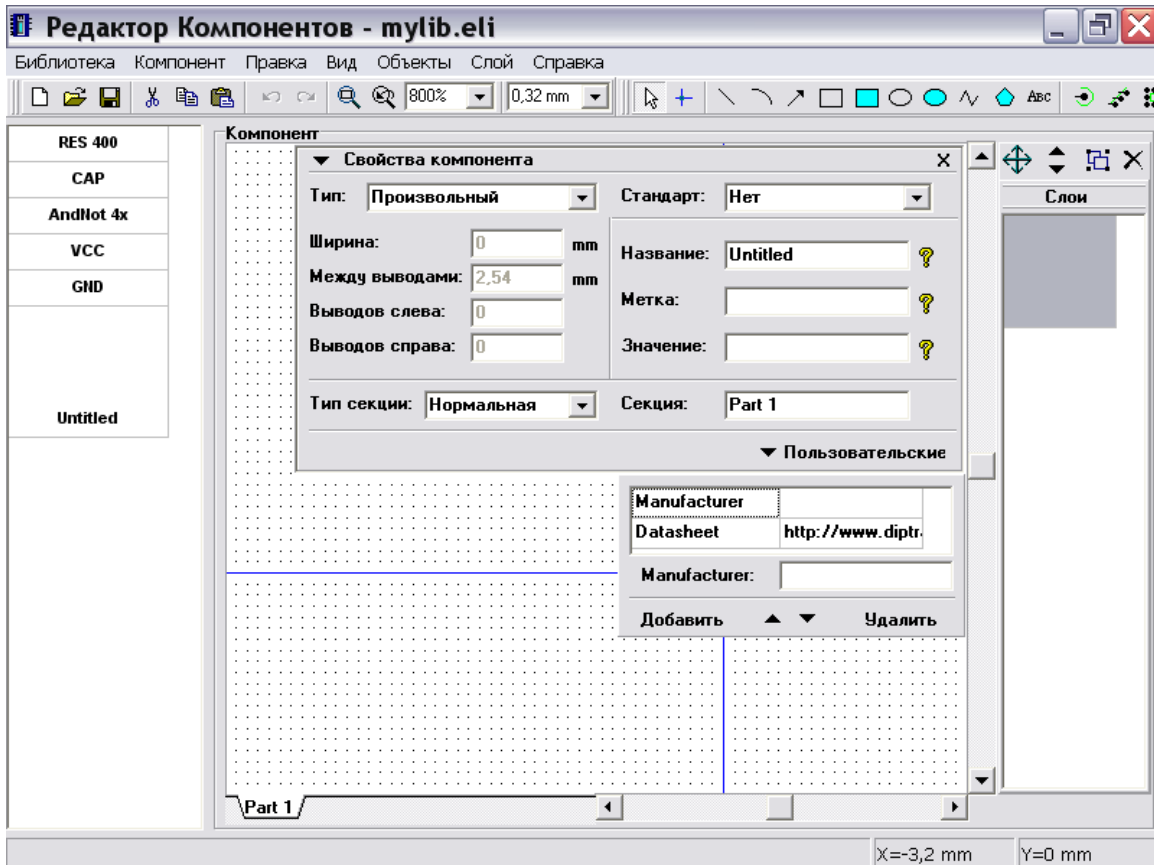 Редактор Компонентов - mylib.eli
Библиотека Компонент Правка Вид Объекты Слой Справка
800% 0,32 mm ABC
RES 400
CAP
AndNot 4x
VCC
GND
Untitled
Компонент
Свойства компонента X
Тип: Произвольный Стандарт: Нет
Ширина: 0 mm
Между выводами: 2,54 mm
Выводов слева: 0
Выводов справа: 0
Название: Untitled ?
Метка: ?
Значение: ?
Тип секции: Нормальная Секция: Part 1
Пользовательские
Manufacturer
Datasheet http://www.diptr
Manufacturer:
Добавить Удалить
Слои
Part 1
X=-3,2 mm Y=0 mm